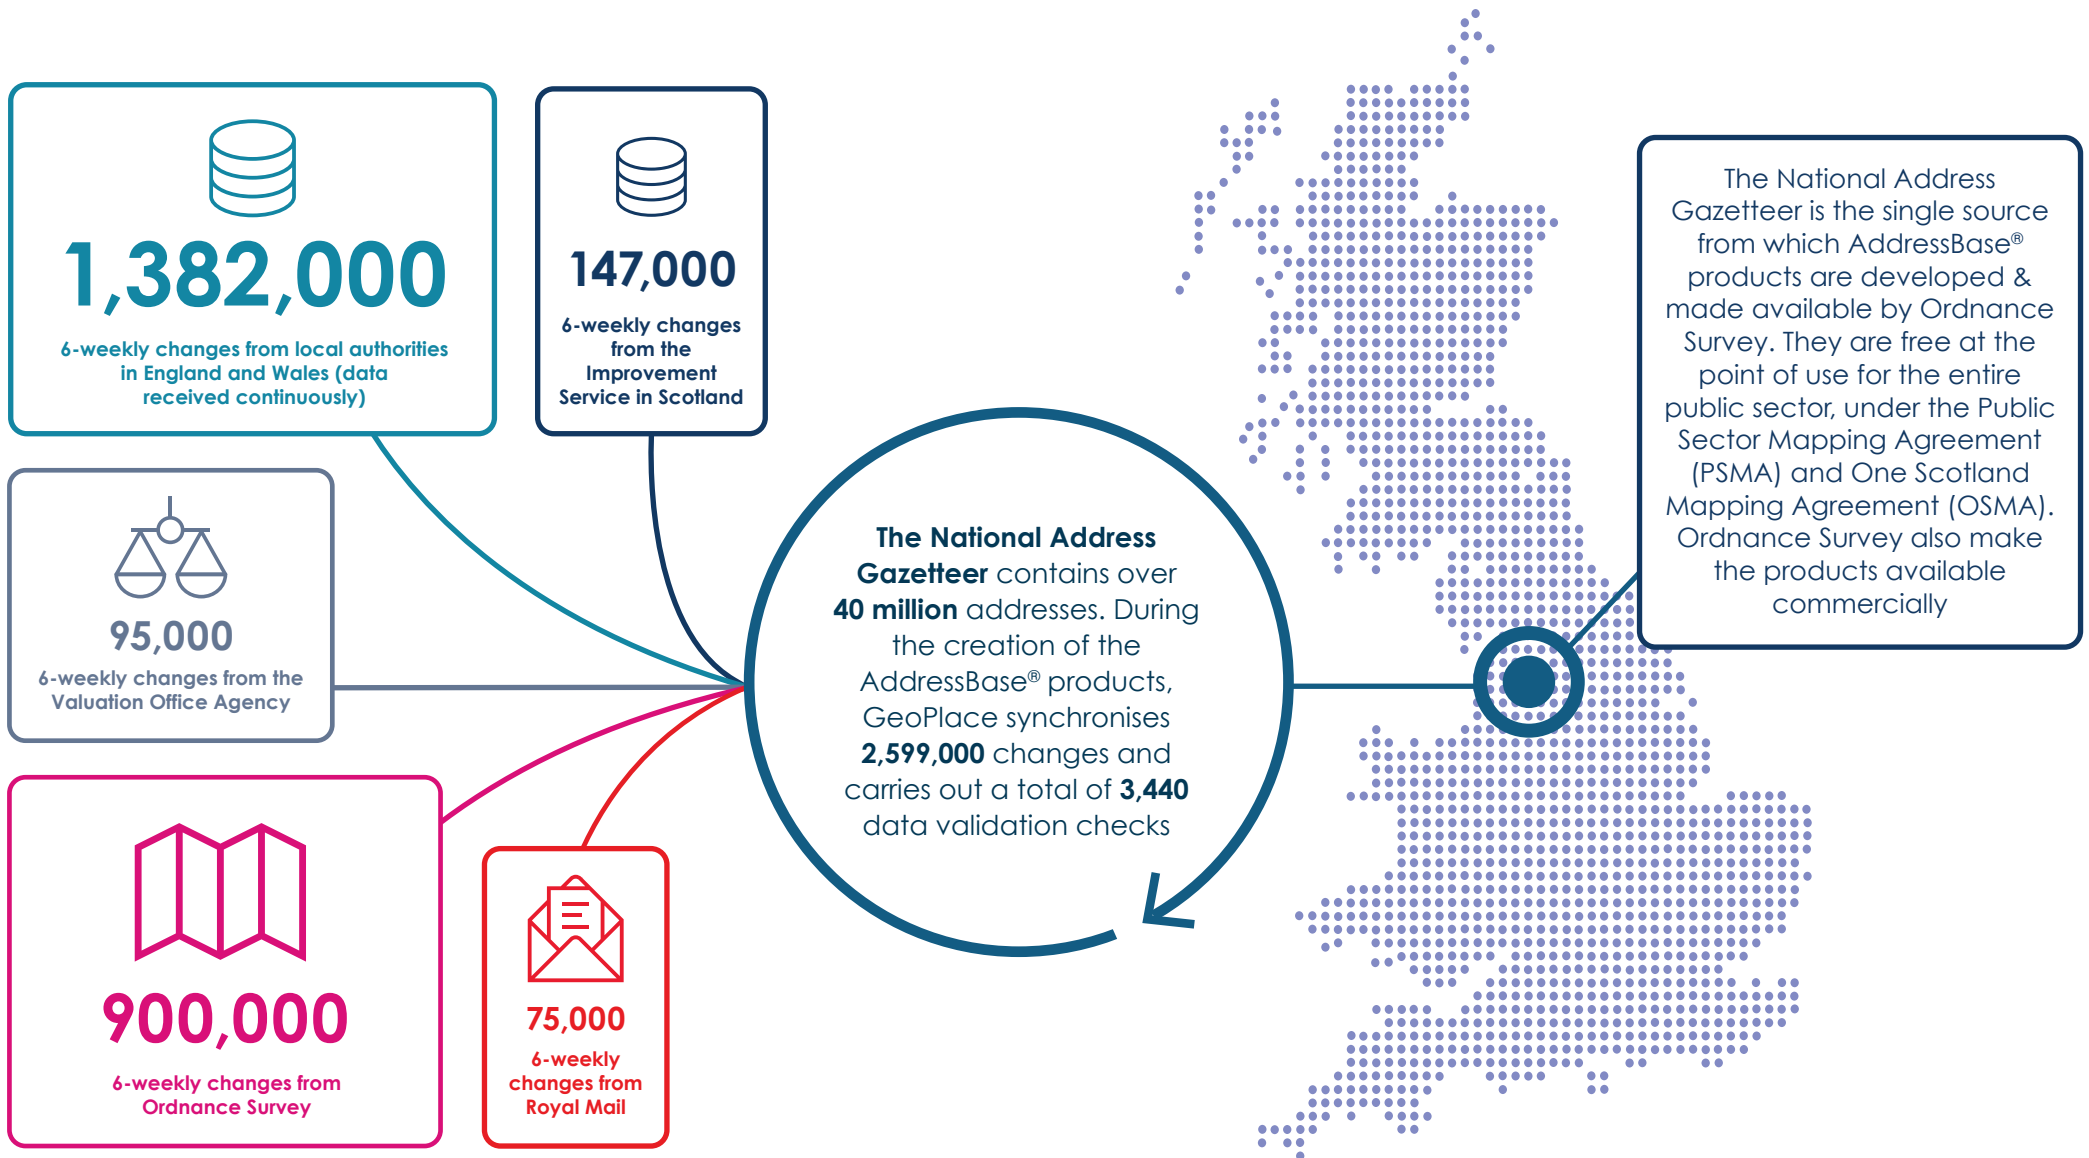 1,382,000
6-weekly changes from local authorities
in England and Wales (data
received continuously)
147,000
6-weekly changes
from the
Improvement
Service in Scotland
95,000
6-weekly changes from the
Valuation Office Agency
900,000
6-weekly changes from
Ordnance Survey
75,000
6-weekly
changes from
Royal Mail
The National Address
Gazetteer contains over
40 million addresses. During
the creation of the
AddressBase® products,
GeoPlace synchronises
2,599,000 changes and
carries out a total of 3,440
data validation checks
The National Address
Gazetteer is the single source
from which AddressBase®
products are developed &
made available by Ordnance
Survey. They are free at the
point of use for the entire
public sector, under the Public
Sector Mapping Agreement
(PSMA) and One Scotland
Mapping Agreement (OSMA).
Ordnance Survey also make
the products available
commercially